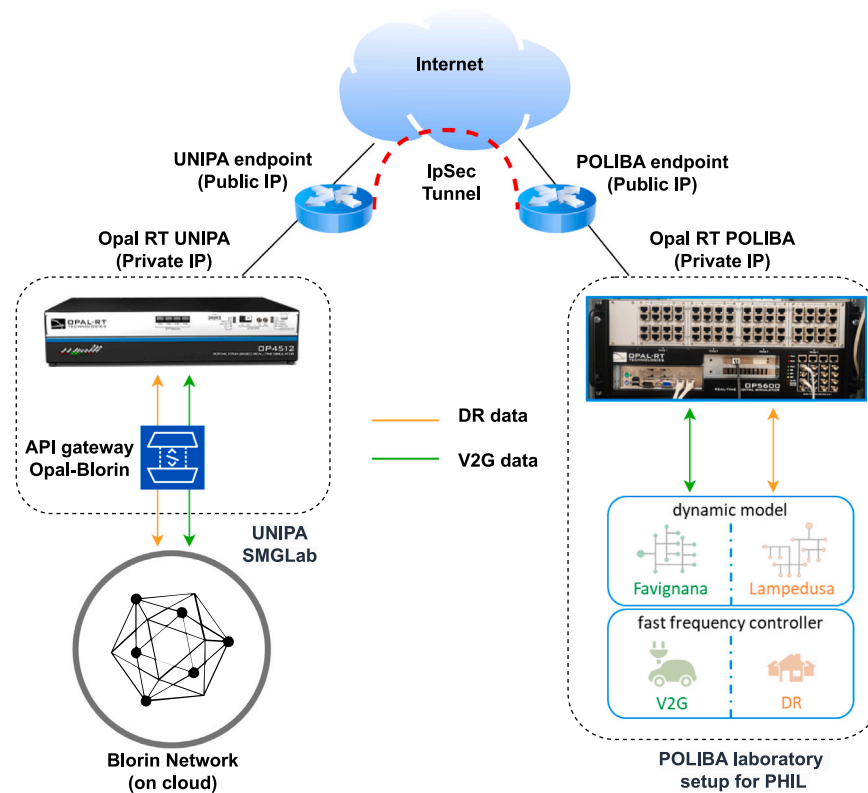 Internet
UNIPA endpoint
(Public IP)
IpSec
Tunnel
POLIBA endpoint
(Public IP)
Opal RT UNIPA
(Private IP)
Opal RT POLIBA
(Private IP)
OPAL-RT
TECHNOLOGIES
OP4512
OPAL-RT
TECHNOLOGIES
OP5600
API gateway
Opal-Blorin
DR data
V2G data
UNIPA
SMGLab
dynamic model
Favignana
Lampedusa
fast frequency controller
V2G
DR
Blorin Network
(on cloud)
POLIBA laboratory
setup for PHIL